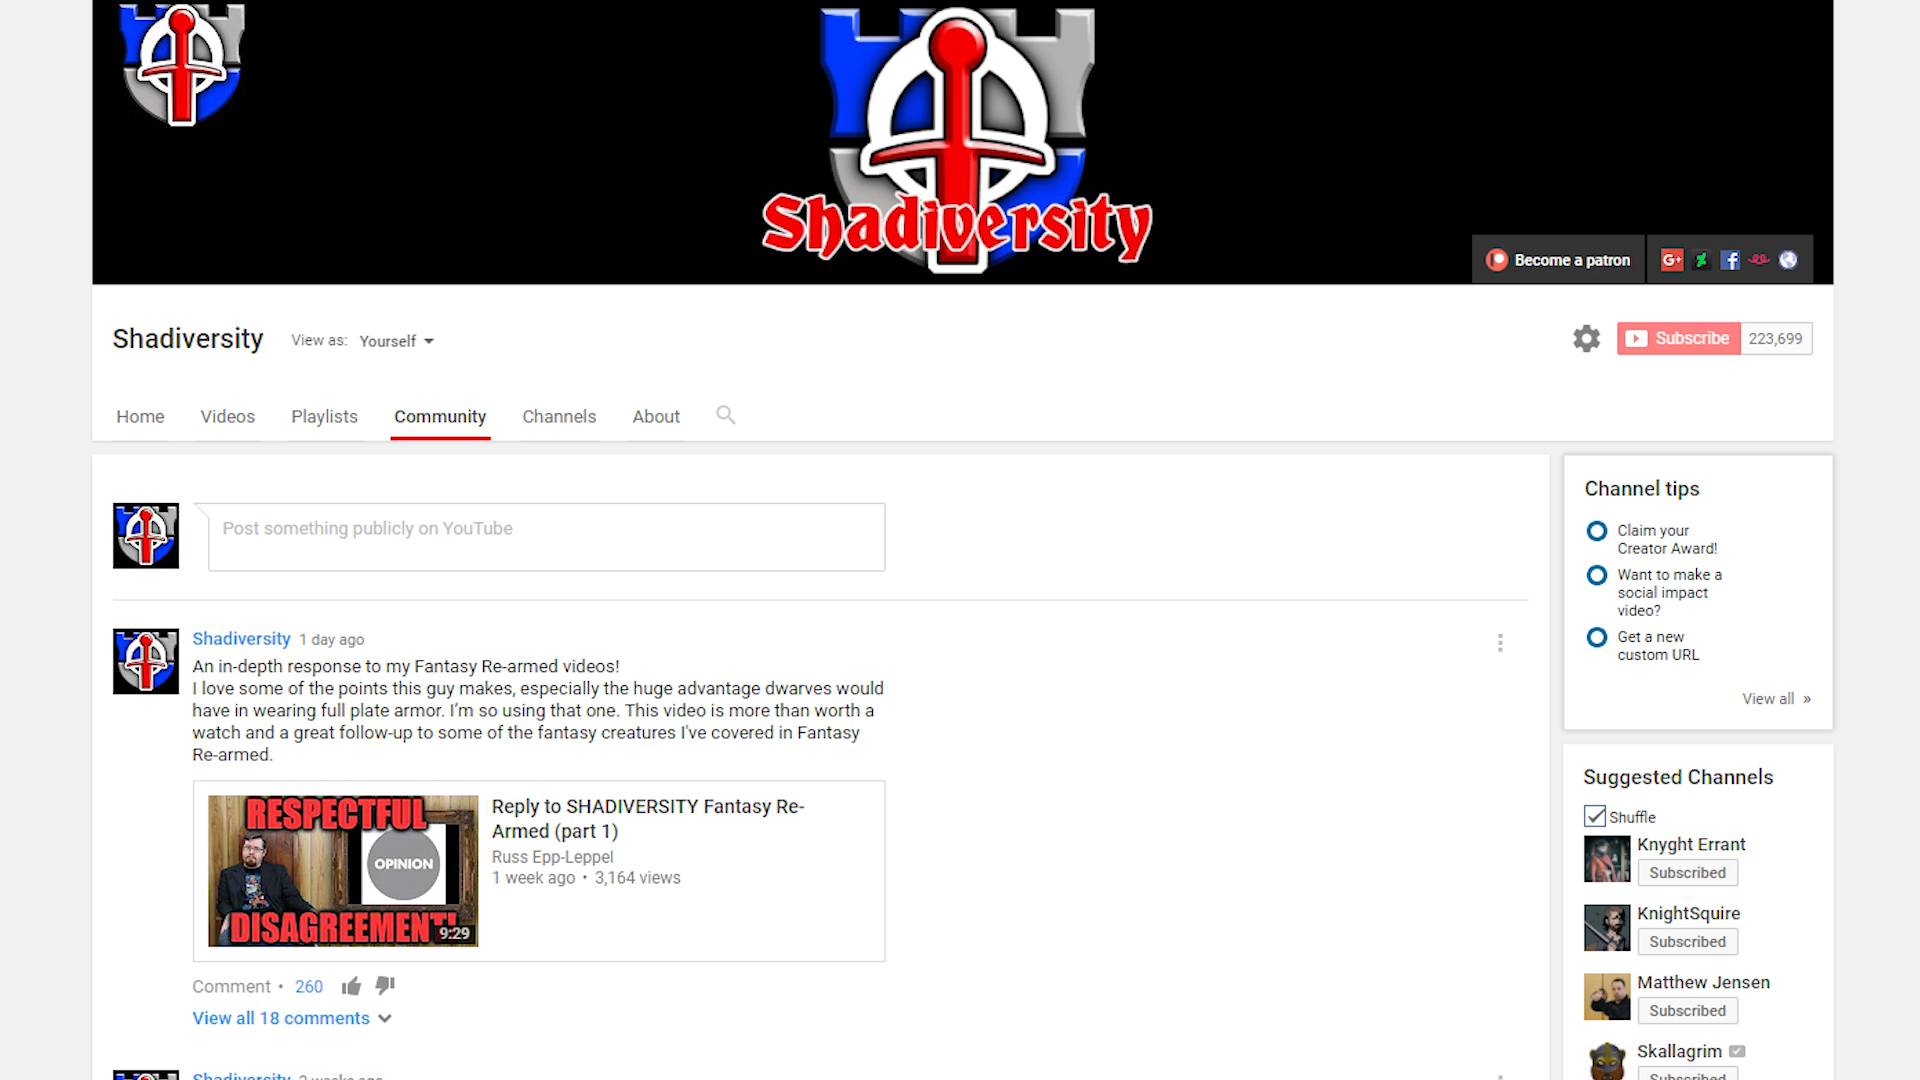 Shadiversity
Become a patron
G+
Shadiversity View as: Yourself
Subscribe 223,699
Home Videos Playlists Community Channels About
Post something publicly on YouTube
Shadiversity 1 day ago
An in-depth response to my Fantasy Re-armed videos!
I love some of the points this guy makes, especially the huge advantage dwarves would
have in wearing full plate armor. I'm so using that one. This video is more than worth a
watch and a great follow-up to some of the fantasy creatures I've covered in Fantasy
Re-armed.
RESPECTFUL
OPINION
DISAGREEMENT!
9:29
Reply to SHADIVERSITY Fantasy Re-
Armed (part 1)
Russ Epp-Leppel
1 week ago • 3,164 views
Comment • 260
View all 18 comments
Shadiversity 2 weeks ago
Channel tips
Claim your
Creator Award!
Want to make a
social impact
video?
Get a new
custom URL
View all »
Suggested Channels
Shuffle
Knyght Errant
Subscribed
KnightSquire
Subscribed
Matthew Jensen
Subscribed
Skallagrim
Subscribed